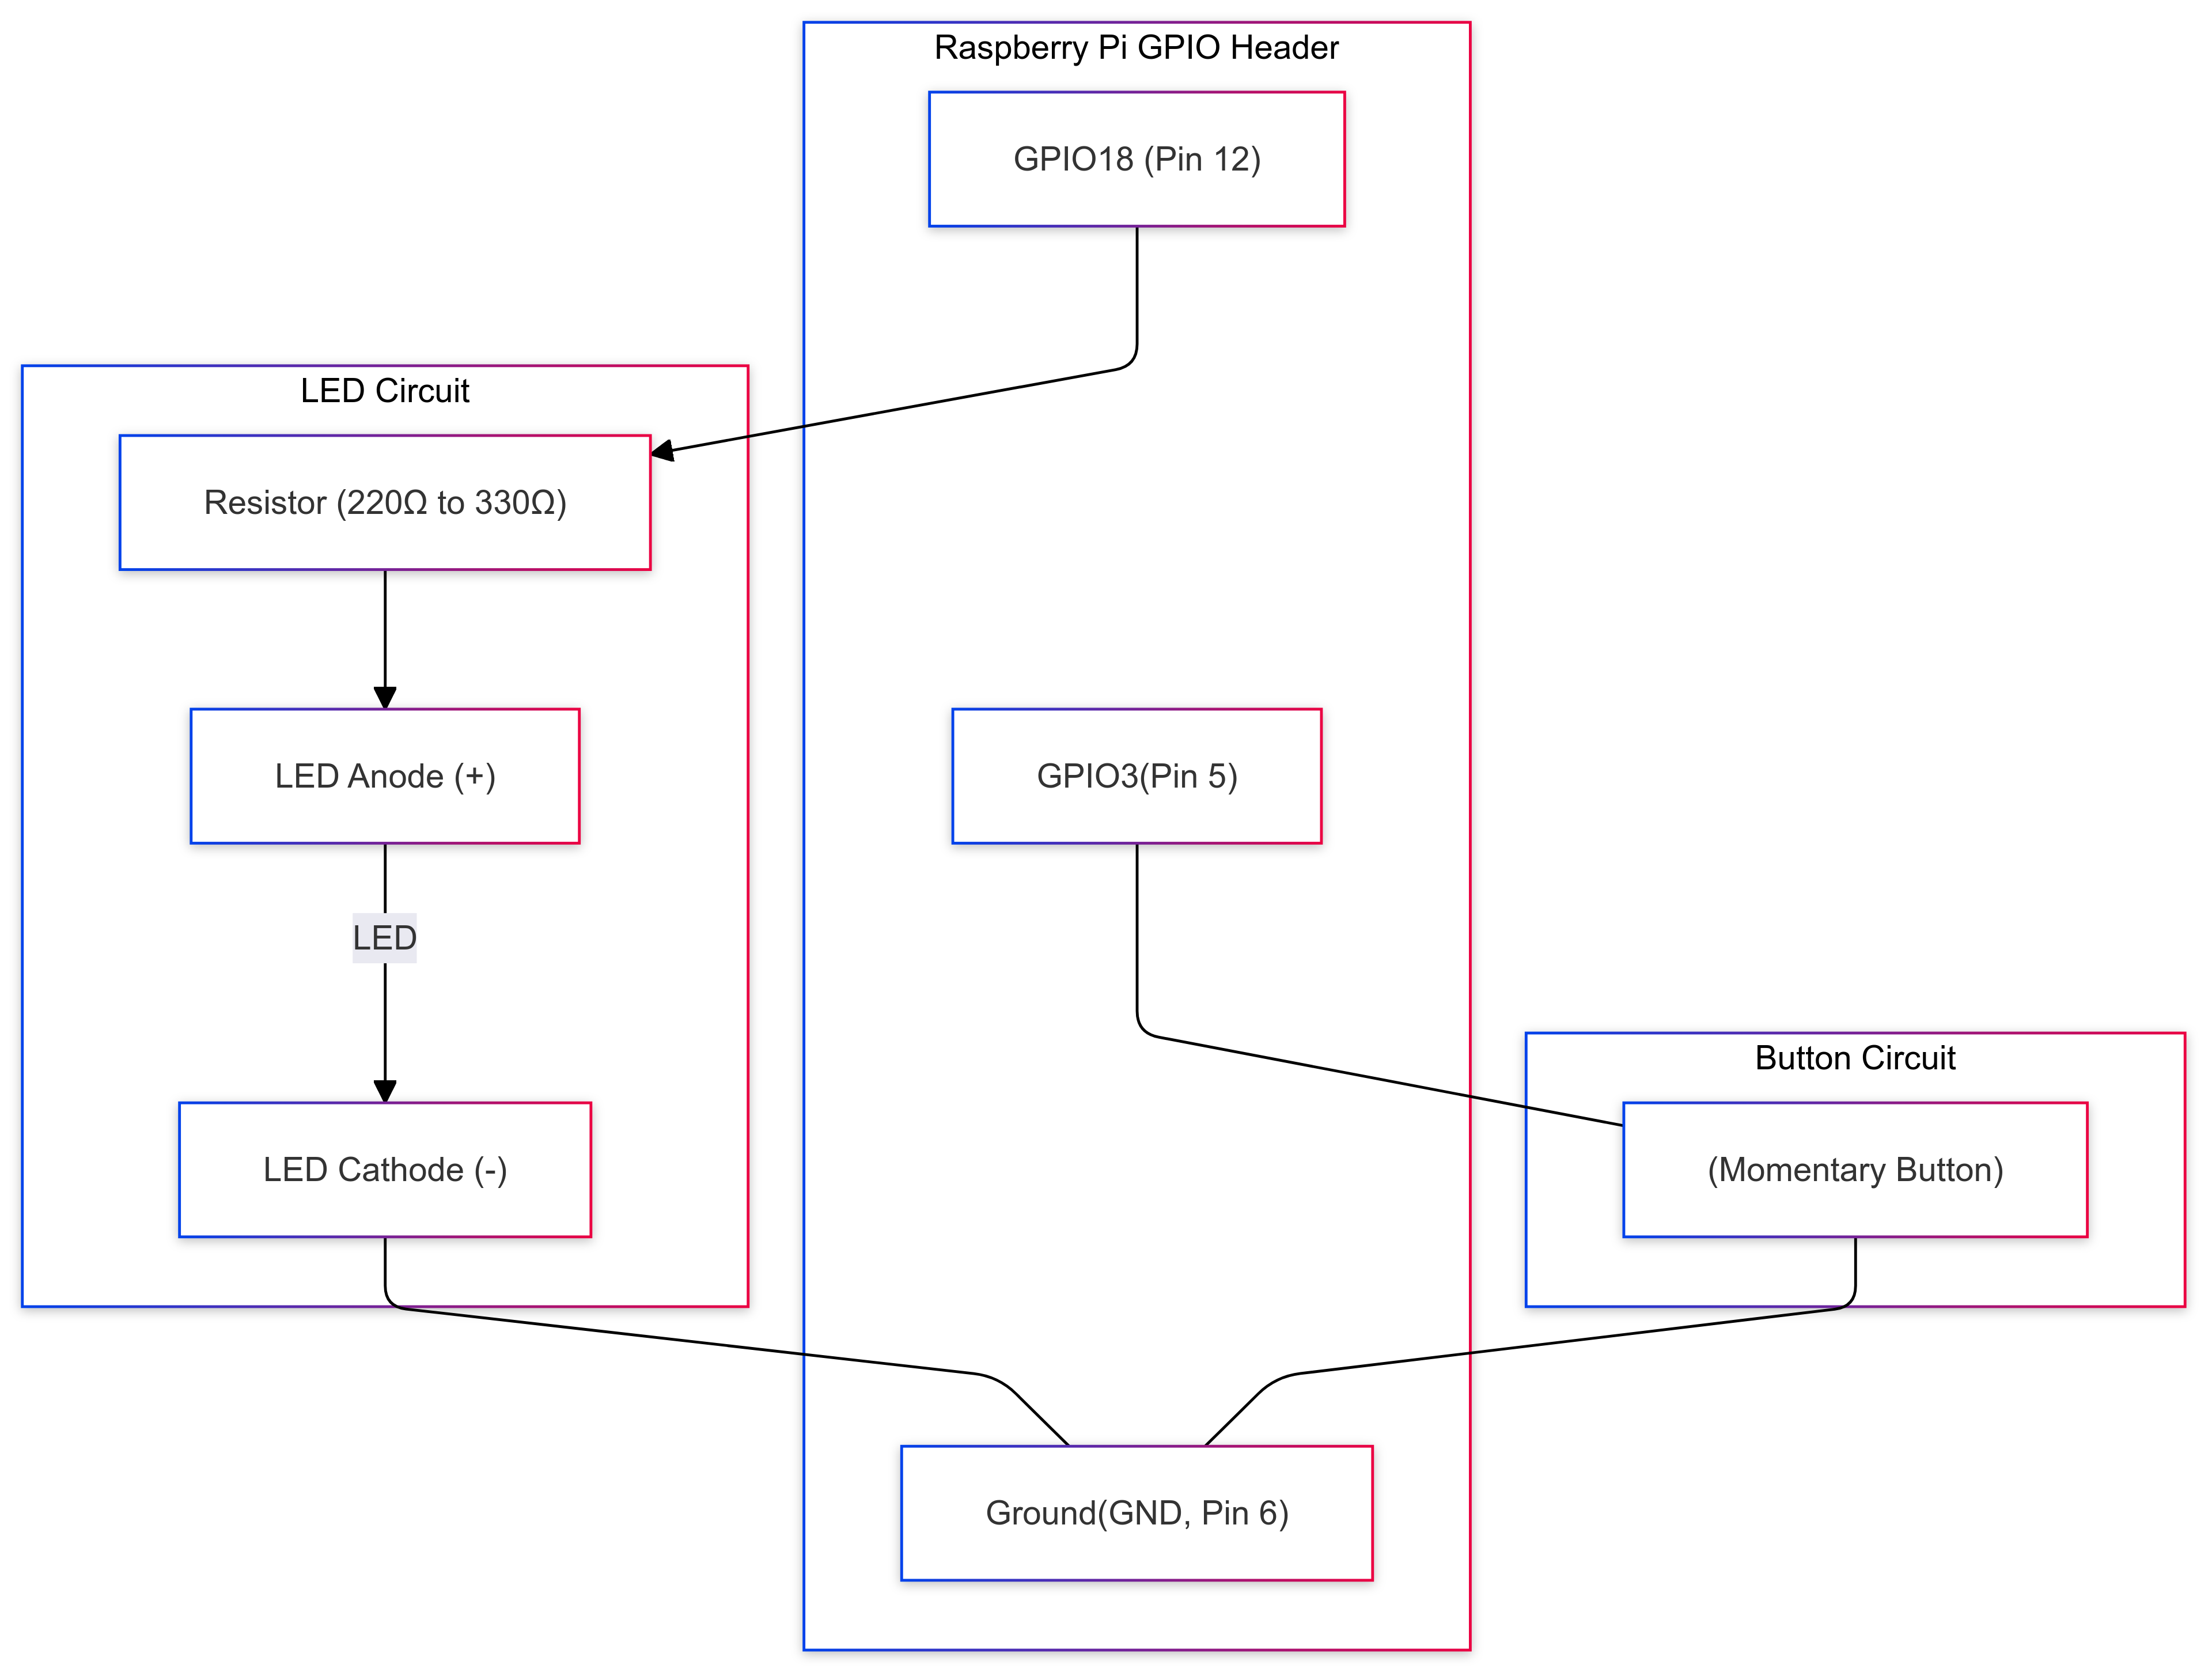 Raspberry Pi GPIO Header
GPIO18 (Pin 12)
LED Circuit
Resistor (220Ω to 330Ω)
LED Anode (+)
GPIO3(Pin 5)
LED
Button Circuit
LED Cathode (-)
(Momentary Button)
Ground(GND, Pin 6)